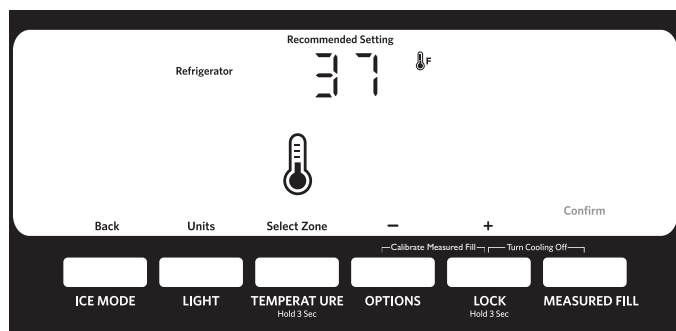 Recommended Setting
Refrigerator 37 F
Confirm
Back Units Select Zone – +
Calibrate Measured Fill Turn Cooling Off
ICE MODE LIGHT TEMPERAT URE OPTIONS LOCK MEASURED FILL
Hold 3 Sec Hold 3 Sec